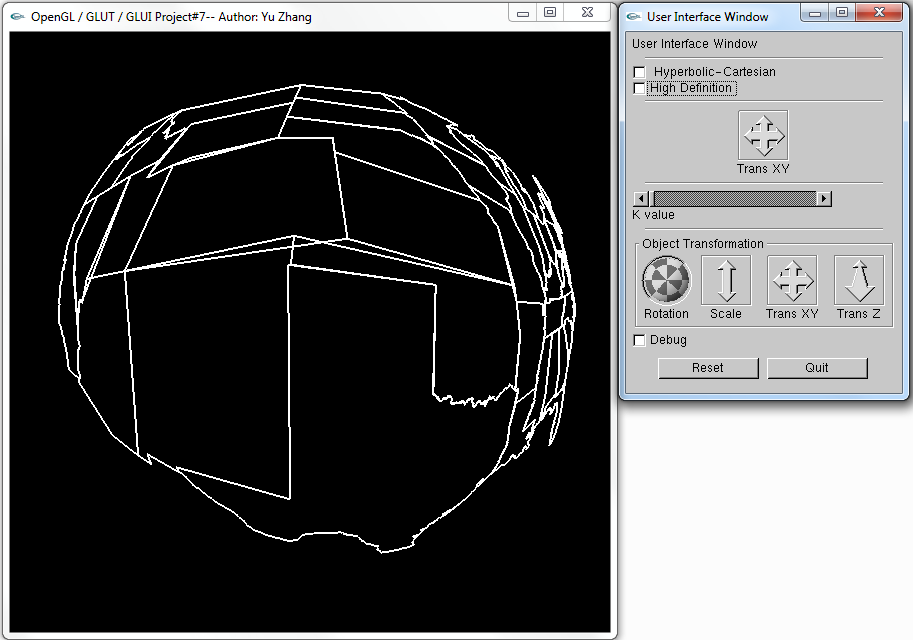 OpenGL / GLUT / GLUI Project#7-- Author: Yu Zhang
User Interface Window
User Interface Window
Hyperbolic-Cartesian
High Definition
Trans XY
K value
Object Transformation
Rotation Scale Trans XY Trans Z
Debug
Reset Quit